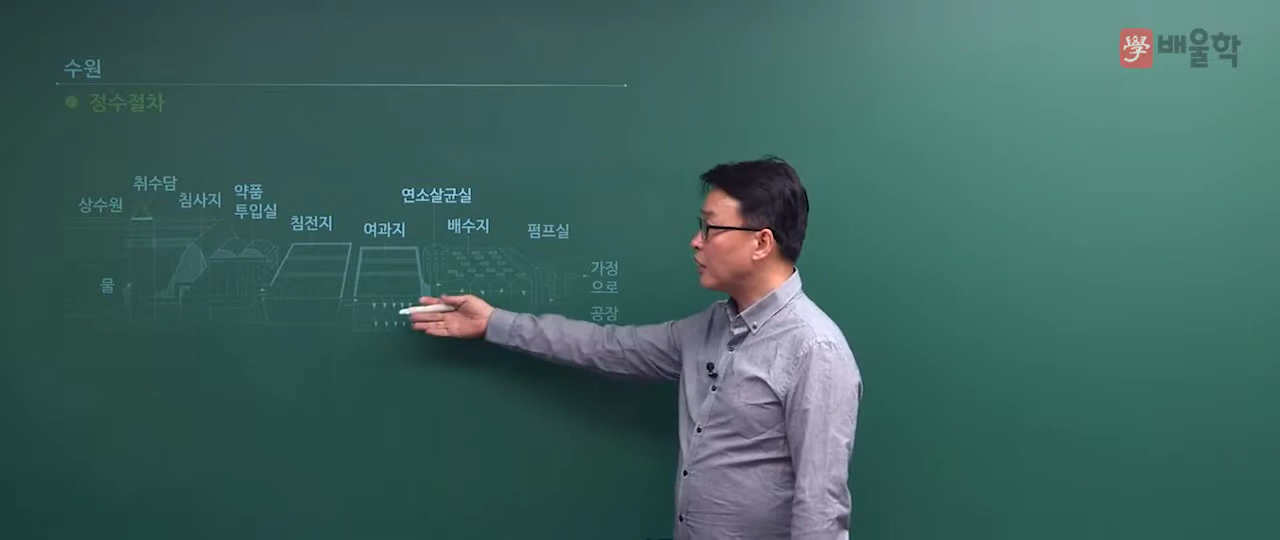 수원
정수절차
상수원
취수담
침사지
약품
투입실
침전지
여과지
연소살균실
배수지
펌프실
물
가정
으로
공장
學 배울학